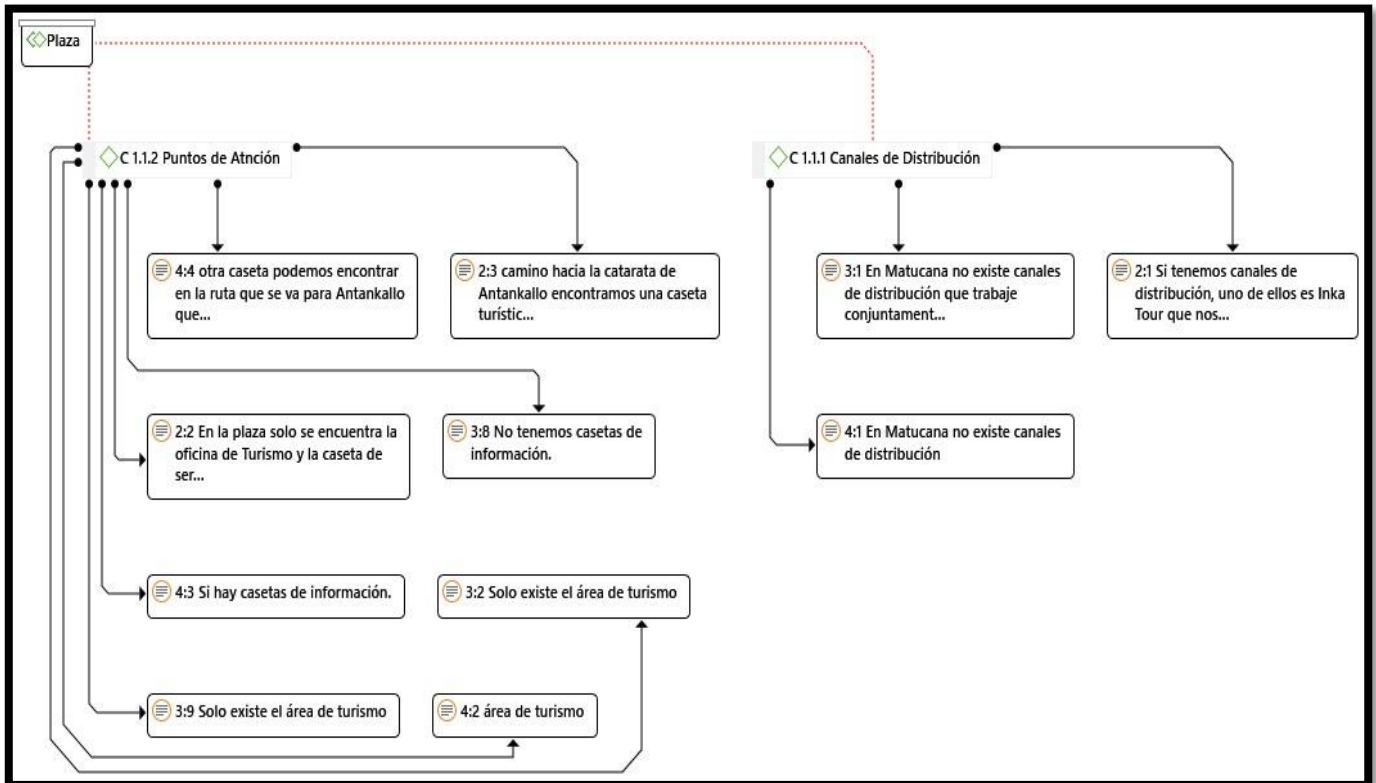 Plaza
C 1.1.2 Puntos de Atnción
C 1.1.1 Canales de Distribución
4:4 otra caseta podemos encontrar
en la ruta que se va para Antankallo
que...
2:3 camino hacia la catarata de
Antankallo encontramos una caseta
turístic...
3:1 En Matucana no existe canales
de distribución que trabaje
conjuntament...
2:1 Si tenemos canales de
distribución, uno de ellos es Inka
Tour que nos...
2:2 En la plaza solo se encuentra la
oficina de Turismo y la caseta de
ser...
3:8 No tenemos casetas de
información.
4:1 En Matucana no existe canales
de distribución
4:3 Si hay casetas de información.
3:2 Solo existe el área de turismo
3:9 Solo existe el área de turismo
4:2 área de turismo